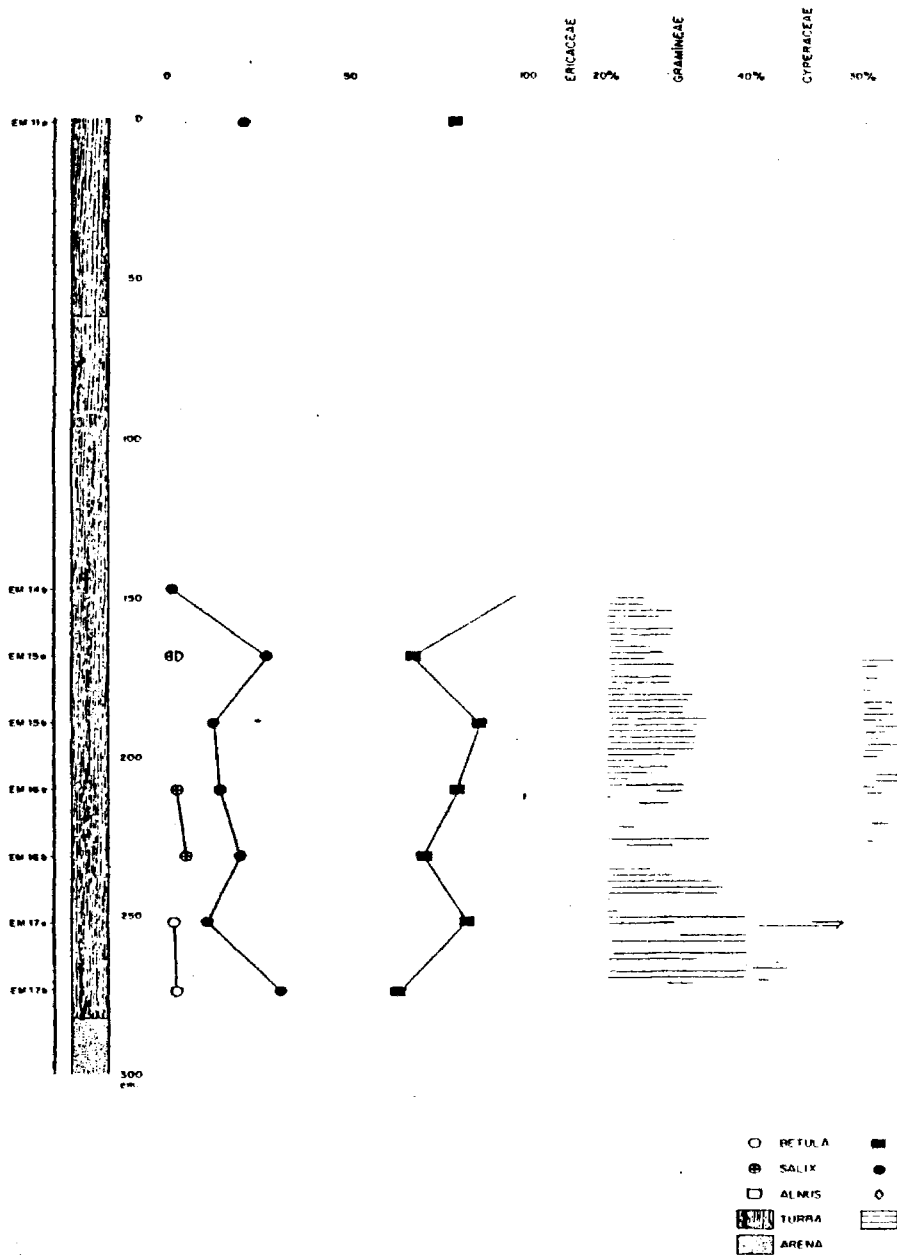 ERICACEAE
GRAMINEAE
CYPERACEAE
0 50 100 20% 40% 30%
EM 11a 0
50
100
EM 14b
150
EM 15a
EM 15b
200
EM 16a
EM 16b
250
EM 17a
EM 17b
300
cm.
BETULA
SALIX
ALNUS
TURBA
ARENA